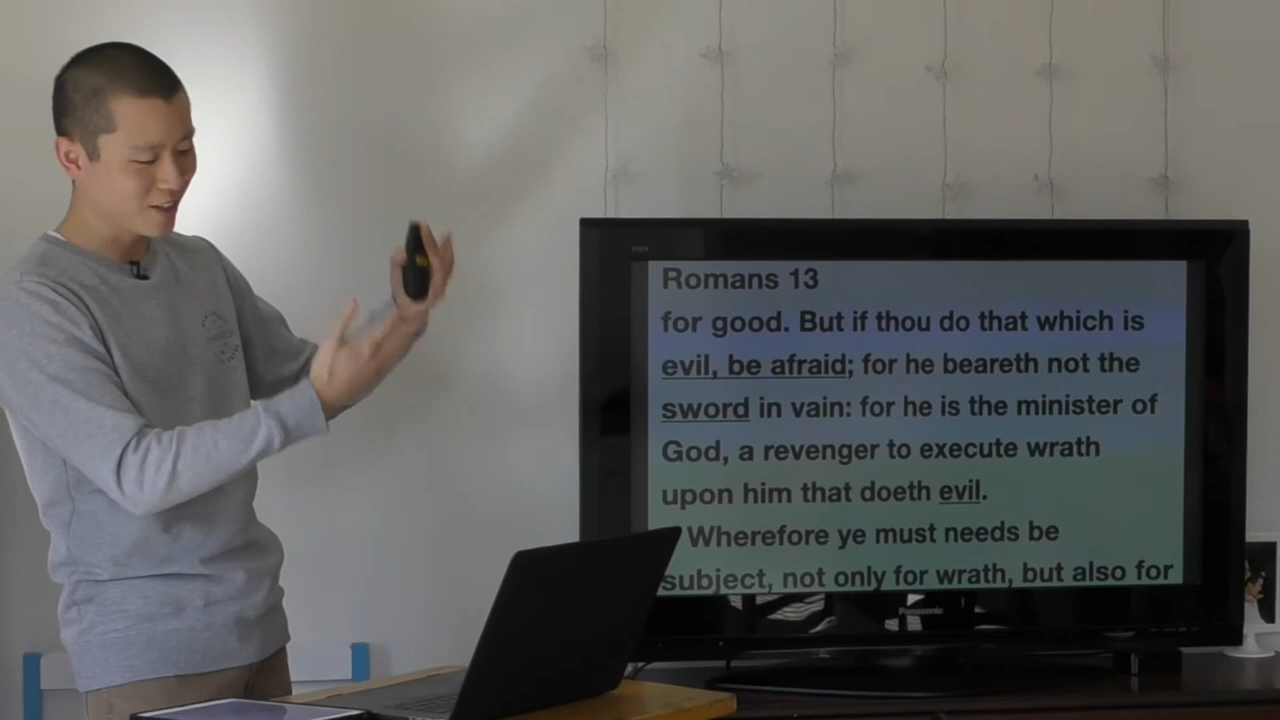 Romans 13
for good. But if thou do that which is
evil, be afraid; for he beareth not the
sword in vain: for he is the minister of
God, a revenger to execute wrath
upon him that doeth evil.
Wherefore ye must needs be
subject, not only for wrath, but also for
Panasonic